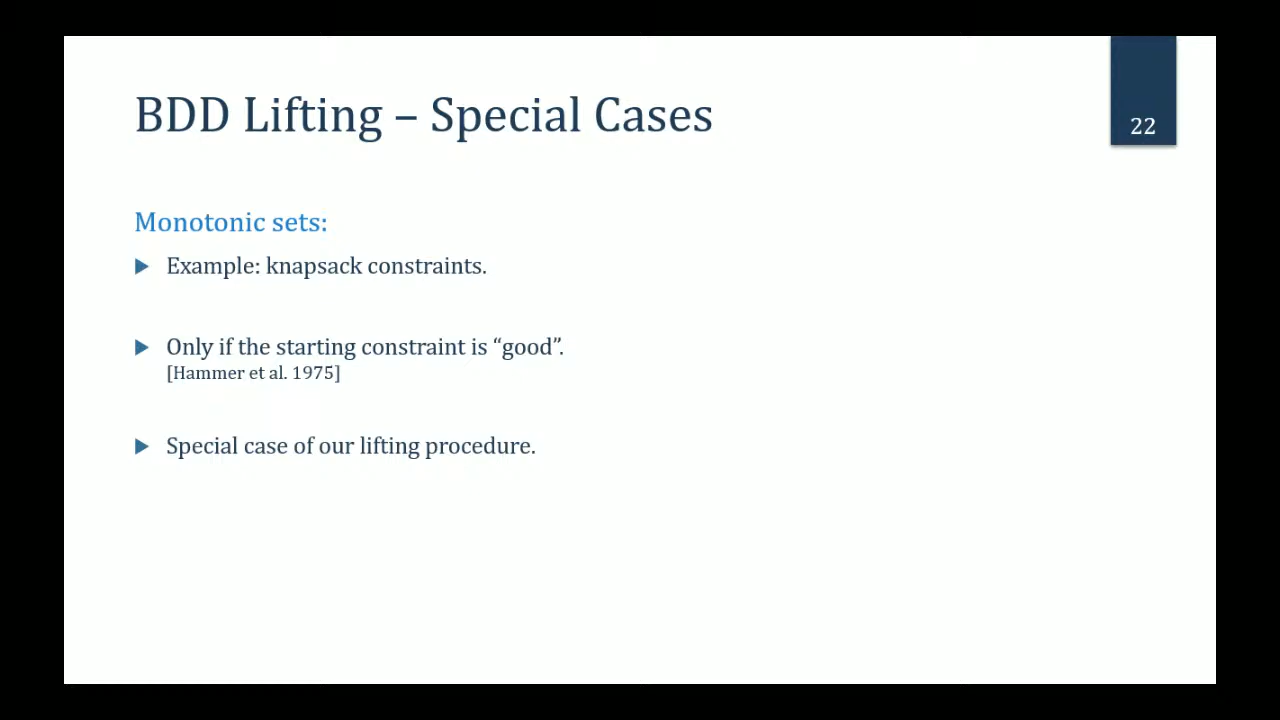 BDD Lifting – Special Cases
22
Monotonic sets:
Example: knapsack constraints.
Only if the starting constraint is “good”.
[Hammer et al. 1975]
Special case of our lifting procedure.